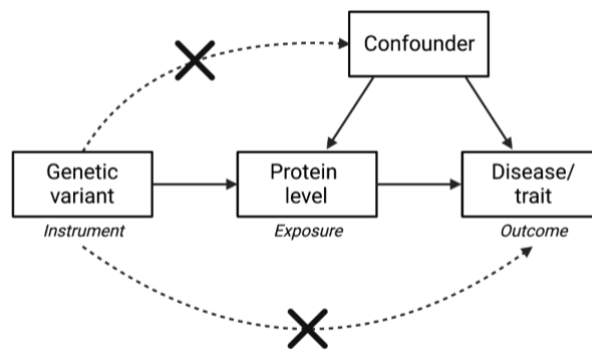 Confounder
Genetic
variant
Protein
level
Disease/
trait
Instrument
Exposure
Outcome